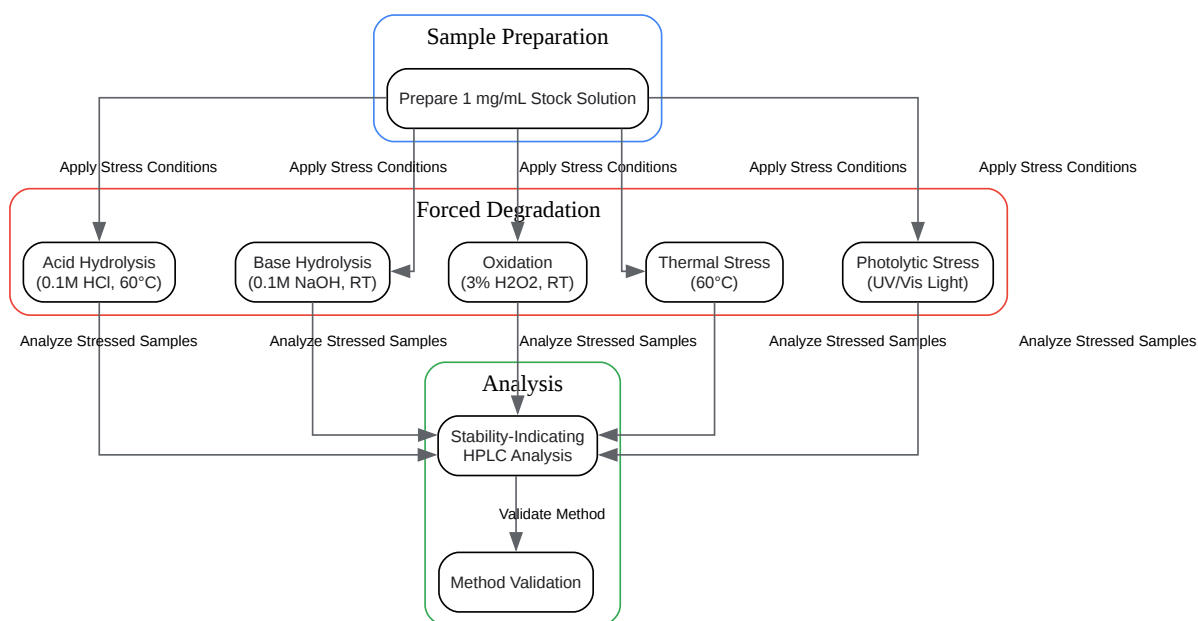 Sample Preparation
Prepare 1 mg/mL Stock Solution
Apply Stress Conditions
Apply Stress Conditions
Apply Stress Conditions
Apply Stress Conditions
Apply Stress Conditions
Forced Degradation
Acid Hydrolysis
(0.1M HCl, 60°C)
Base Hydrolysis
(0.1M NaOH, RT)
Oxidation
(3% H2O2, RT)
Thermal Stress
(60°C)
Photolytic Stress
(UV/Vis Light)
Analyze Stressed Samples
Analyze Stressed Samples
Analyze Stressed Samples
Analyze Stressed Samples
Analyze Stressed Samples
Analysis
Stability-Indicating
HPLC Analysis
Validate Method
Method Validation